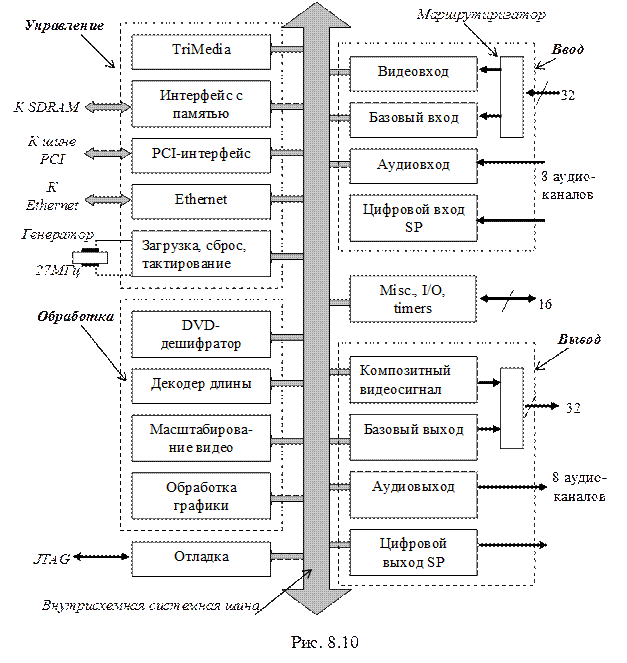 Управление
TriMedia
К SDRAM
Интерфейс с
памятью
К шине
PCI
PCI-интерфейс
К
Ethernet
Ethernet
Генератор
27МГц
Загрузка, сброс,
тактирование
Обработка
DVD-
дешифратор
Декодер длины
Масштабирова-
ние видео
Обработка
графики
JTAG
Отладка
Внутрисхемная системная шина
Маршрутиризатор
Ввод
Видеовход
32
Базовый вход
Аудиовход
8 аудио-
каналов
Цифровой вход
SP
Misc., I/O,
timers
16
Вывод
Композитный
видеосигнал
32
Базовый выход
Аудиовыход
8 аудио-
каналов
Цифровой
выход SP
Рис. 8.10